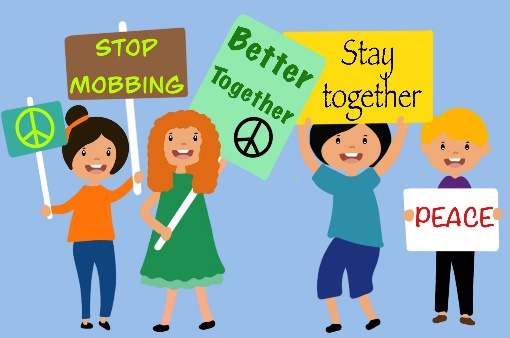 STOP
MOBBING
Better
Together
Stay
together
PEACE